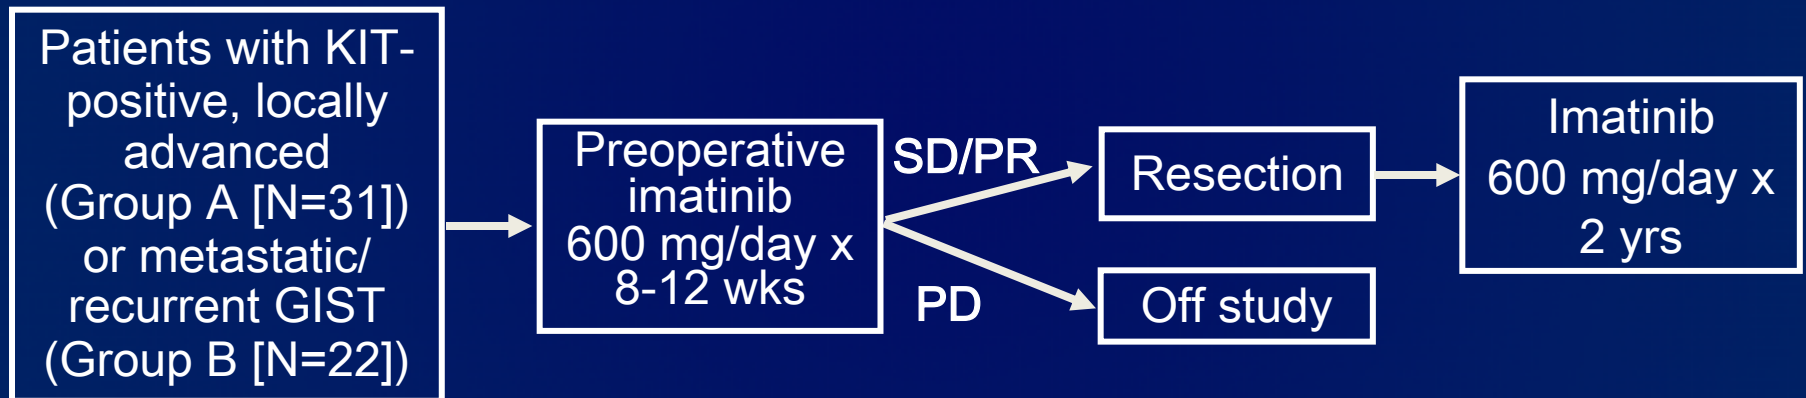 Patients with KIT-
positive, locally
advanced
(Group A [N=31])
or metastatic/
recurrent GIST
(Group B [N=22])
Preoperative
imatinib
600 mg/day x
8-12 wks
SD/PR
PD
Resection
Off study
Imatinib
600 mg/day x
2 yrs